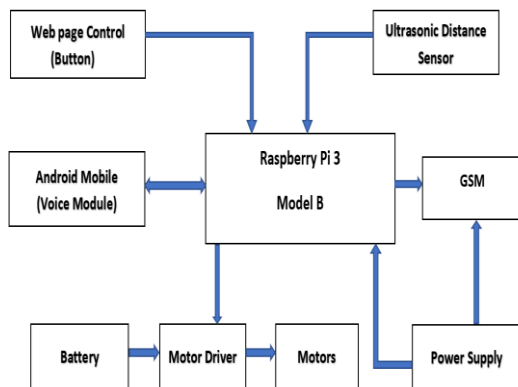 Web page Control
(Button)
Ultrasonic Distance
Sensor
Raspberry Pi 3
Model B
Android Mobile
(Voice Module)
GSM
Battery
Motor Driver
Motors
Power Supply